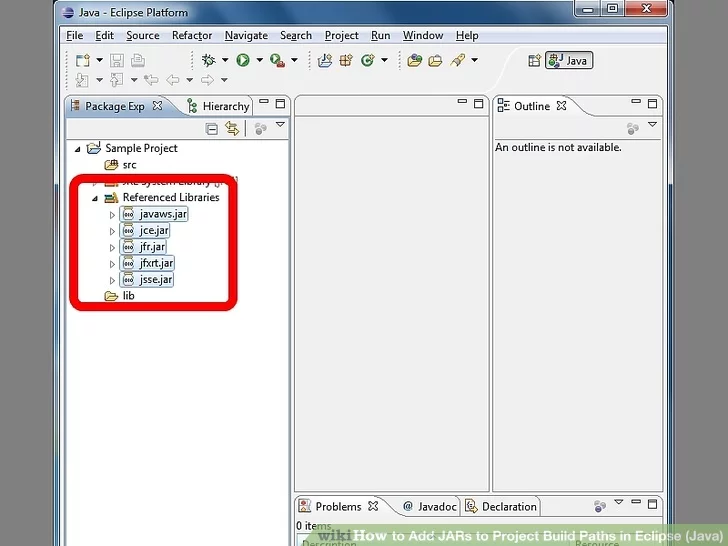 Java - Eclipse Platform
File Edit Source Refactor Navigate Search Project Run Window Help
Java
Package Exp Hierarchy
Outline
An outline is not available.
Sample Project
src
JRE System Library
Referenced Libraries
javaws.jar
jce.jar
jfr.jar
jfxrt.jar
jsse.jar
lib
Problems @ Javadoc Declaration
0 items
Description Resource
wikiHow to Add JARs to Project Build Paths in Eclipse (Java)